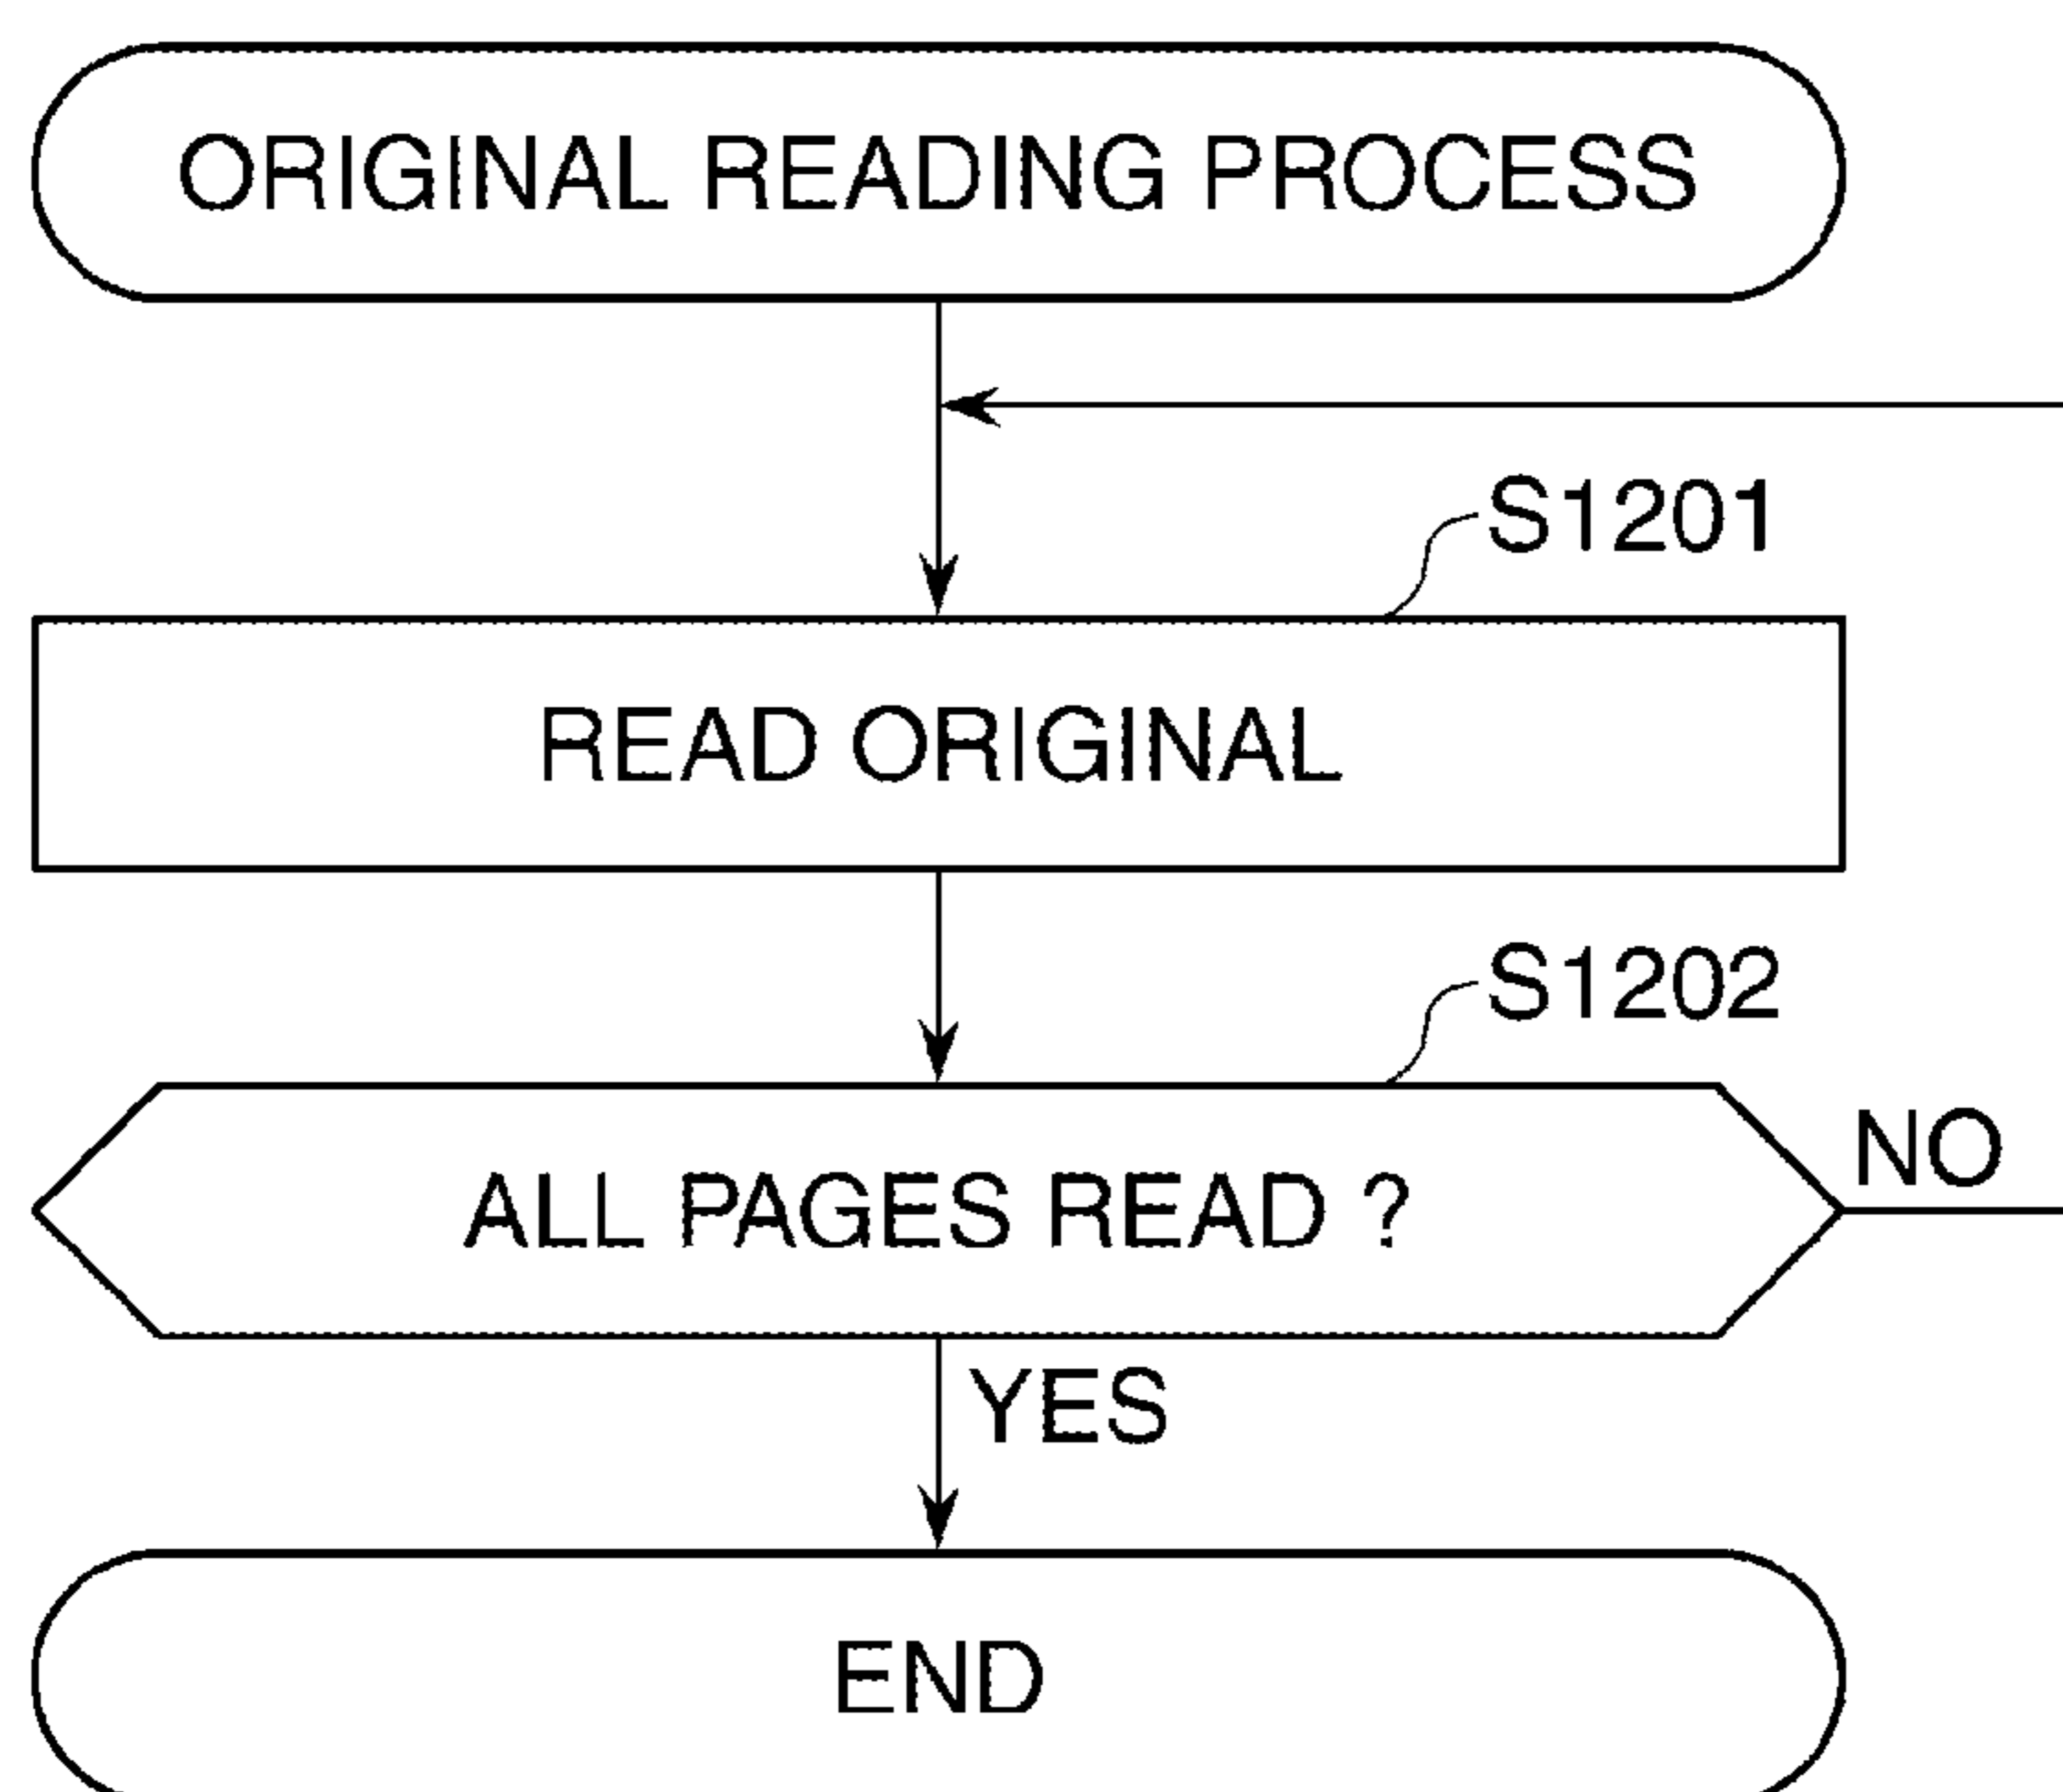 ORIGINAL READING PROCESS
S1201
READ ORIGINAL
S1202
ALL PAGES READ ?
NO
YES
END